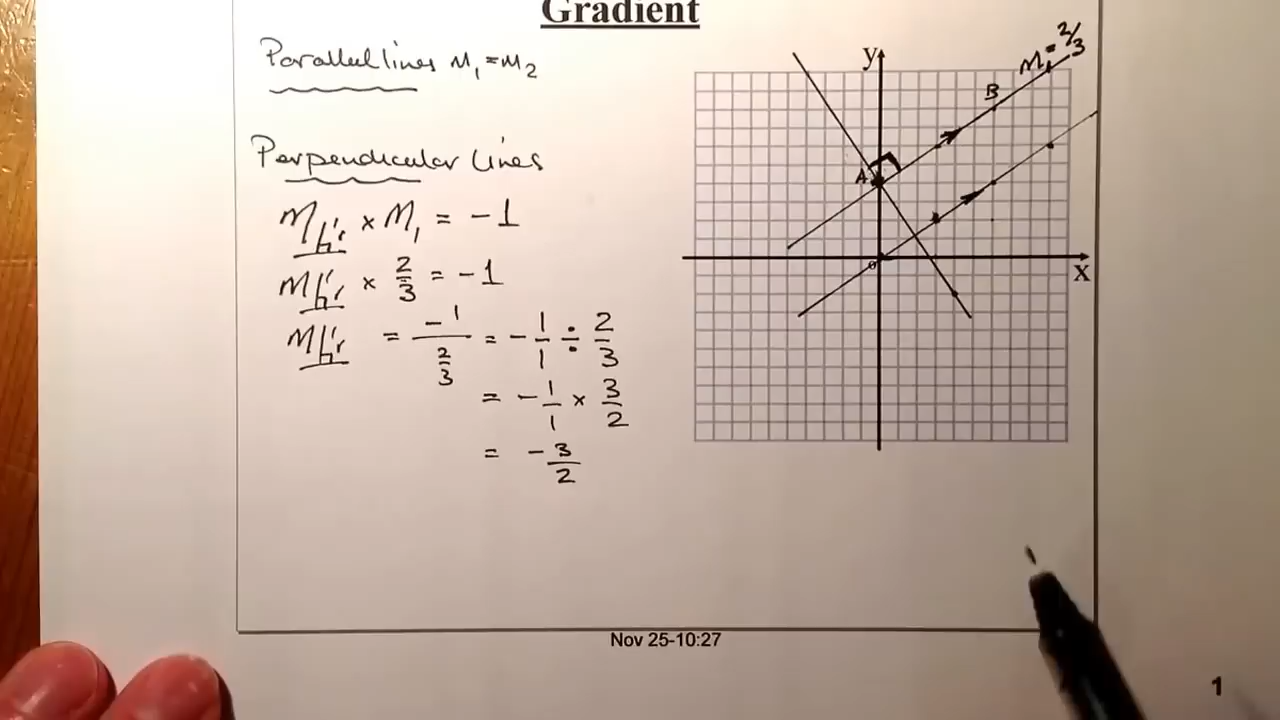 Gradient
Parallel lines M₁ = M₂
Perpendicular lines
M⊥'r × M₁ = -1
M⊥'r × 2/3 = -1
M⊥'r = -1/(2/3) = -1/1 ÷ 2/3
= -1/1 × 3/2
= -3/2
y
M₁ = 2/3
B
A
o
x
Nov 25-10:27
1